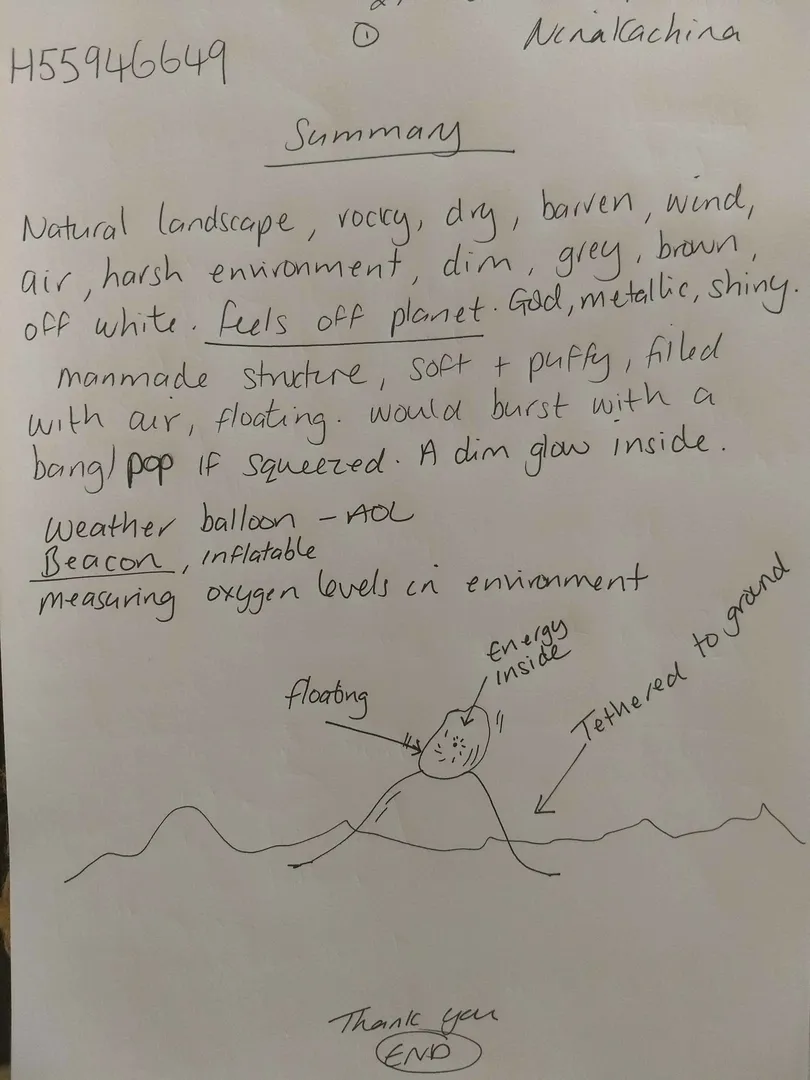 ①
NinaKachina
H55946649
Summary
Natural landscape, rocky, dry, barren, wind,
air, harsh environment, dim, grey, brown,
off white. feels off planet. Gold, metallic, shiny.
manmade structure, soft + puffy, filled
with air, floating. would burst with a
bang/pop if squeezed. A dim glow inside.
Weather balloon - AOL
Beacon, inflatable
measuring oxygen levels in environment
Energy
inside
floating
Tethered to ground
Thank you
END